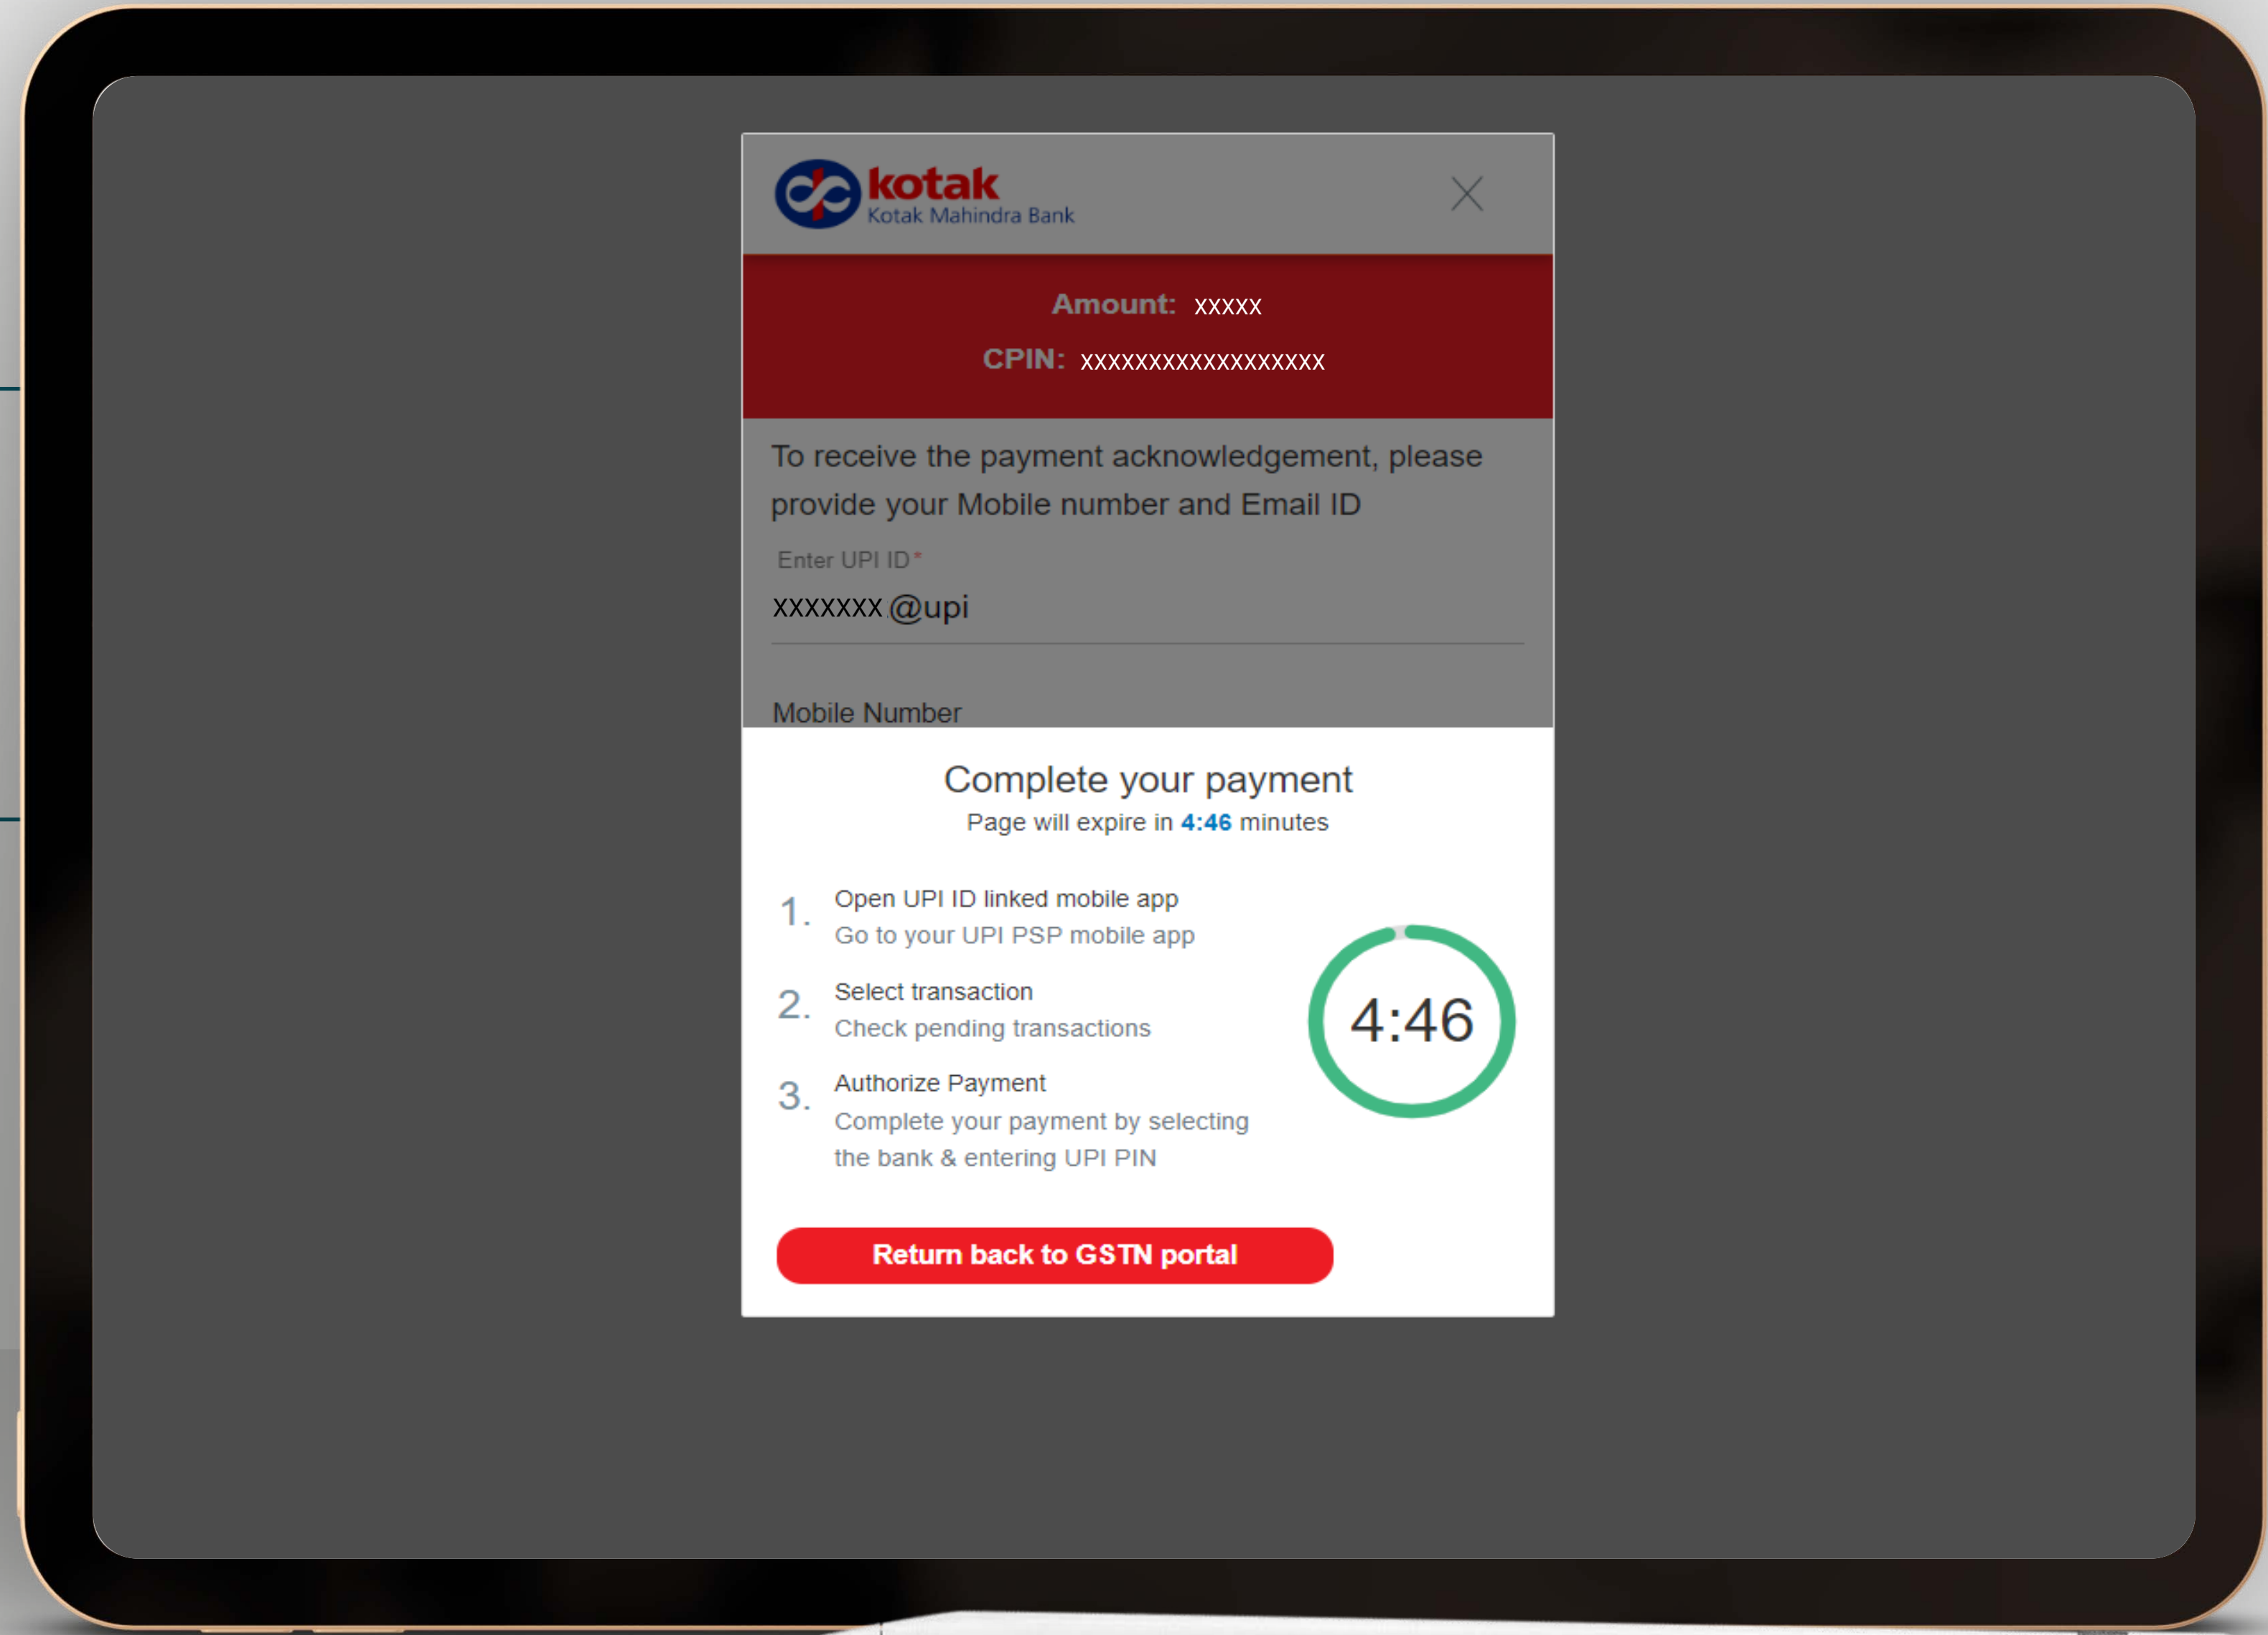 kotak
Kotak Mahindra Bank
Amount: XXXXX
CPIN: XXXXXXXXXXXXXXXXXX
To receive the payment acknowledgement, please
provide your Mobile number and Email ID
Enter UPI ID*
XXXXXXX @upi
Mobile Number
Complete your payment
Page will expire in 4:46 minutes
1. Open UPI ID linked mobile app
Go to your UPI PSP mobile app
2. Select transaction
Check pending transactions
4:46
3. Authorize Payment
Complete your payment by selecting
the bank & entering UPI PIN
Return back to GSTN portal